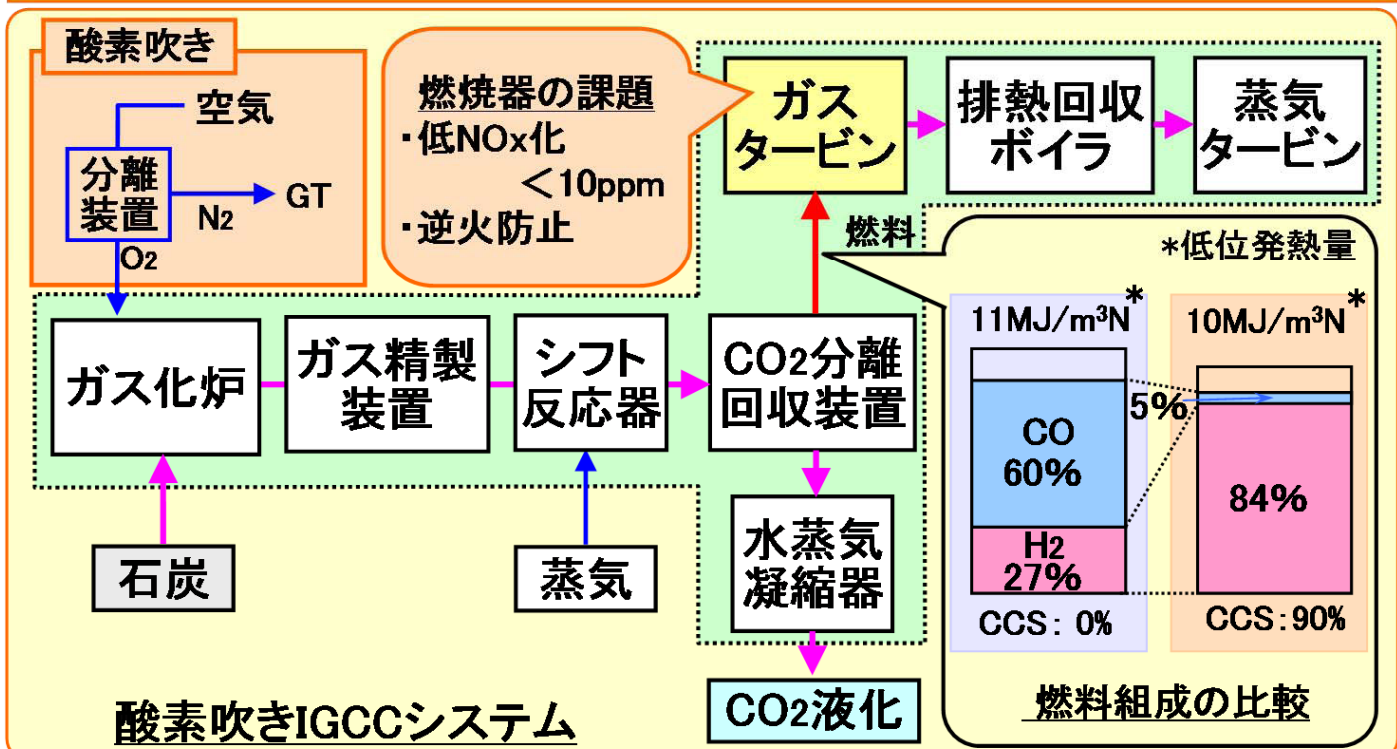 酸素吹き
空気
分離
装置
N2
GT
O2
燃焼器の課題
・低NOx化
＜10ppm
・逆火防止
ガス
タービン
排熱回収
ボイラ
蒸気
タービン
燃料
ガス化炉
ガス精製
装置
シフト
反応器
CO2分離
回収装置
石炭
蒸気
水蒸気
凝縮器
CO2液化
酸素吹きIGCCシステム
*低位発熱量
11MJ/m³N*
10MJ/m³N*
CO
60%
5%
84%
H2
27%
CCS: 0%
CCS:90%
燃料組成の比較